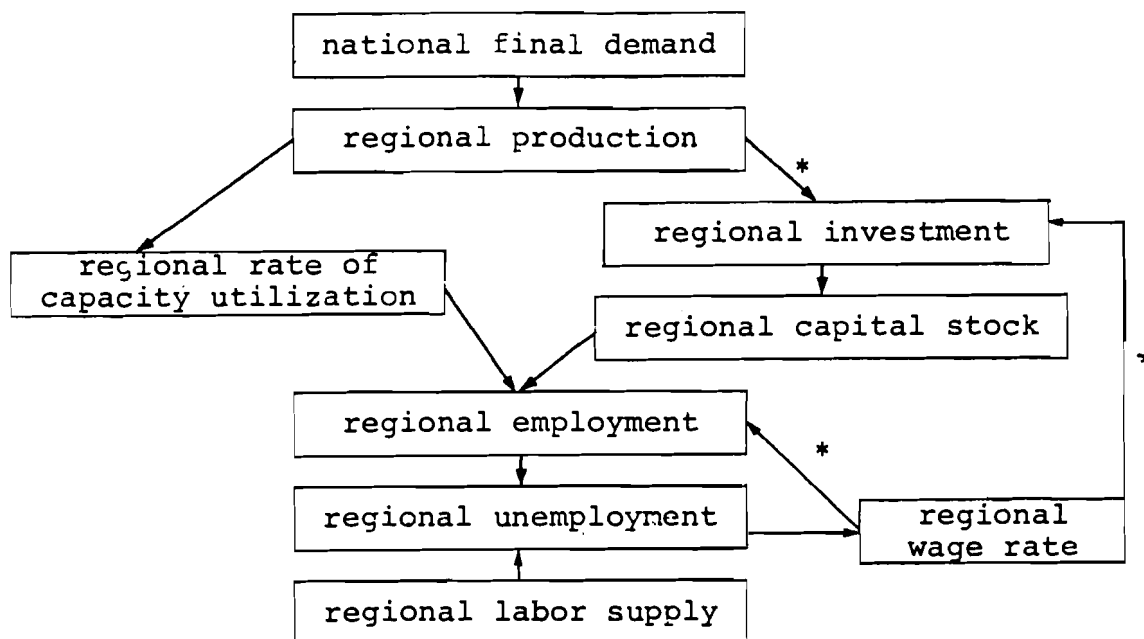 national final demand
regional production
*
regional investment
regional rate of
capacity utilization
regional capital stock
*
regional employment
*
regional unemployment
regional
wage rate
regional labor supply